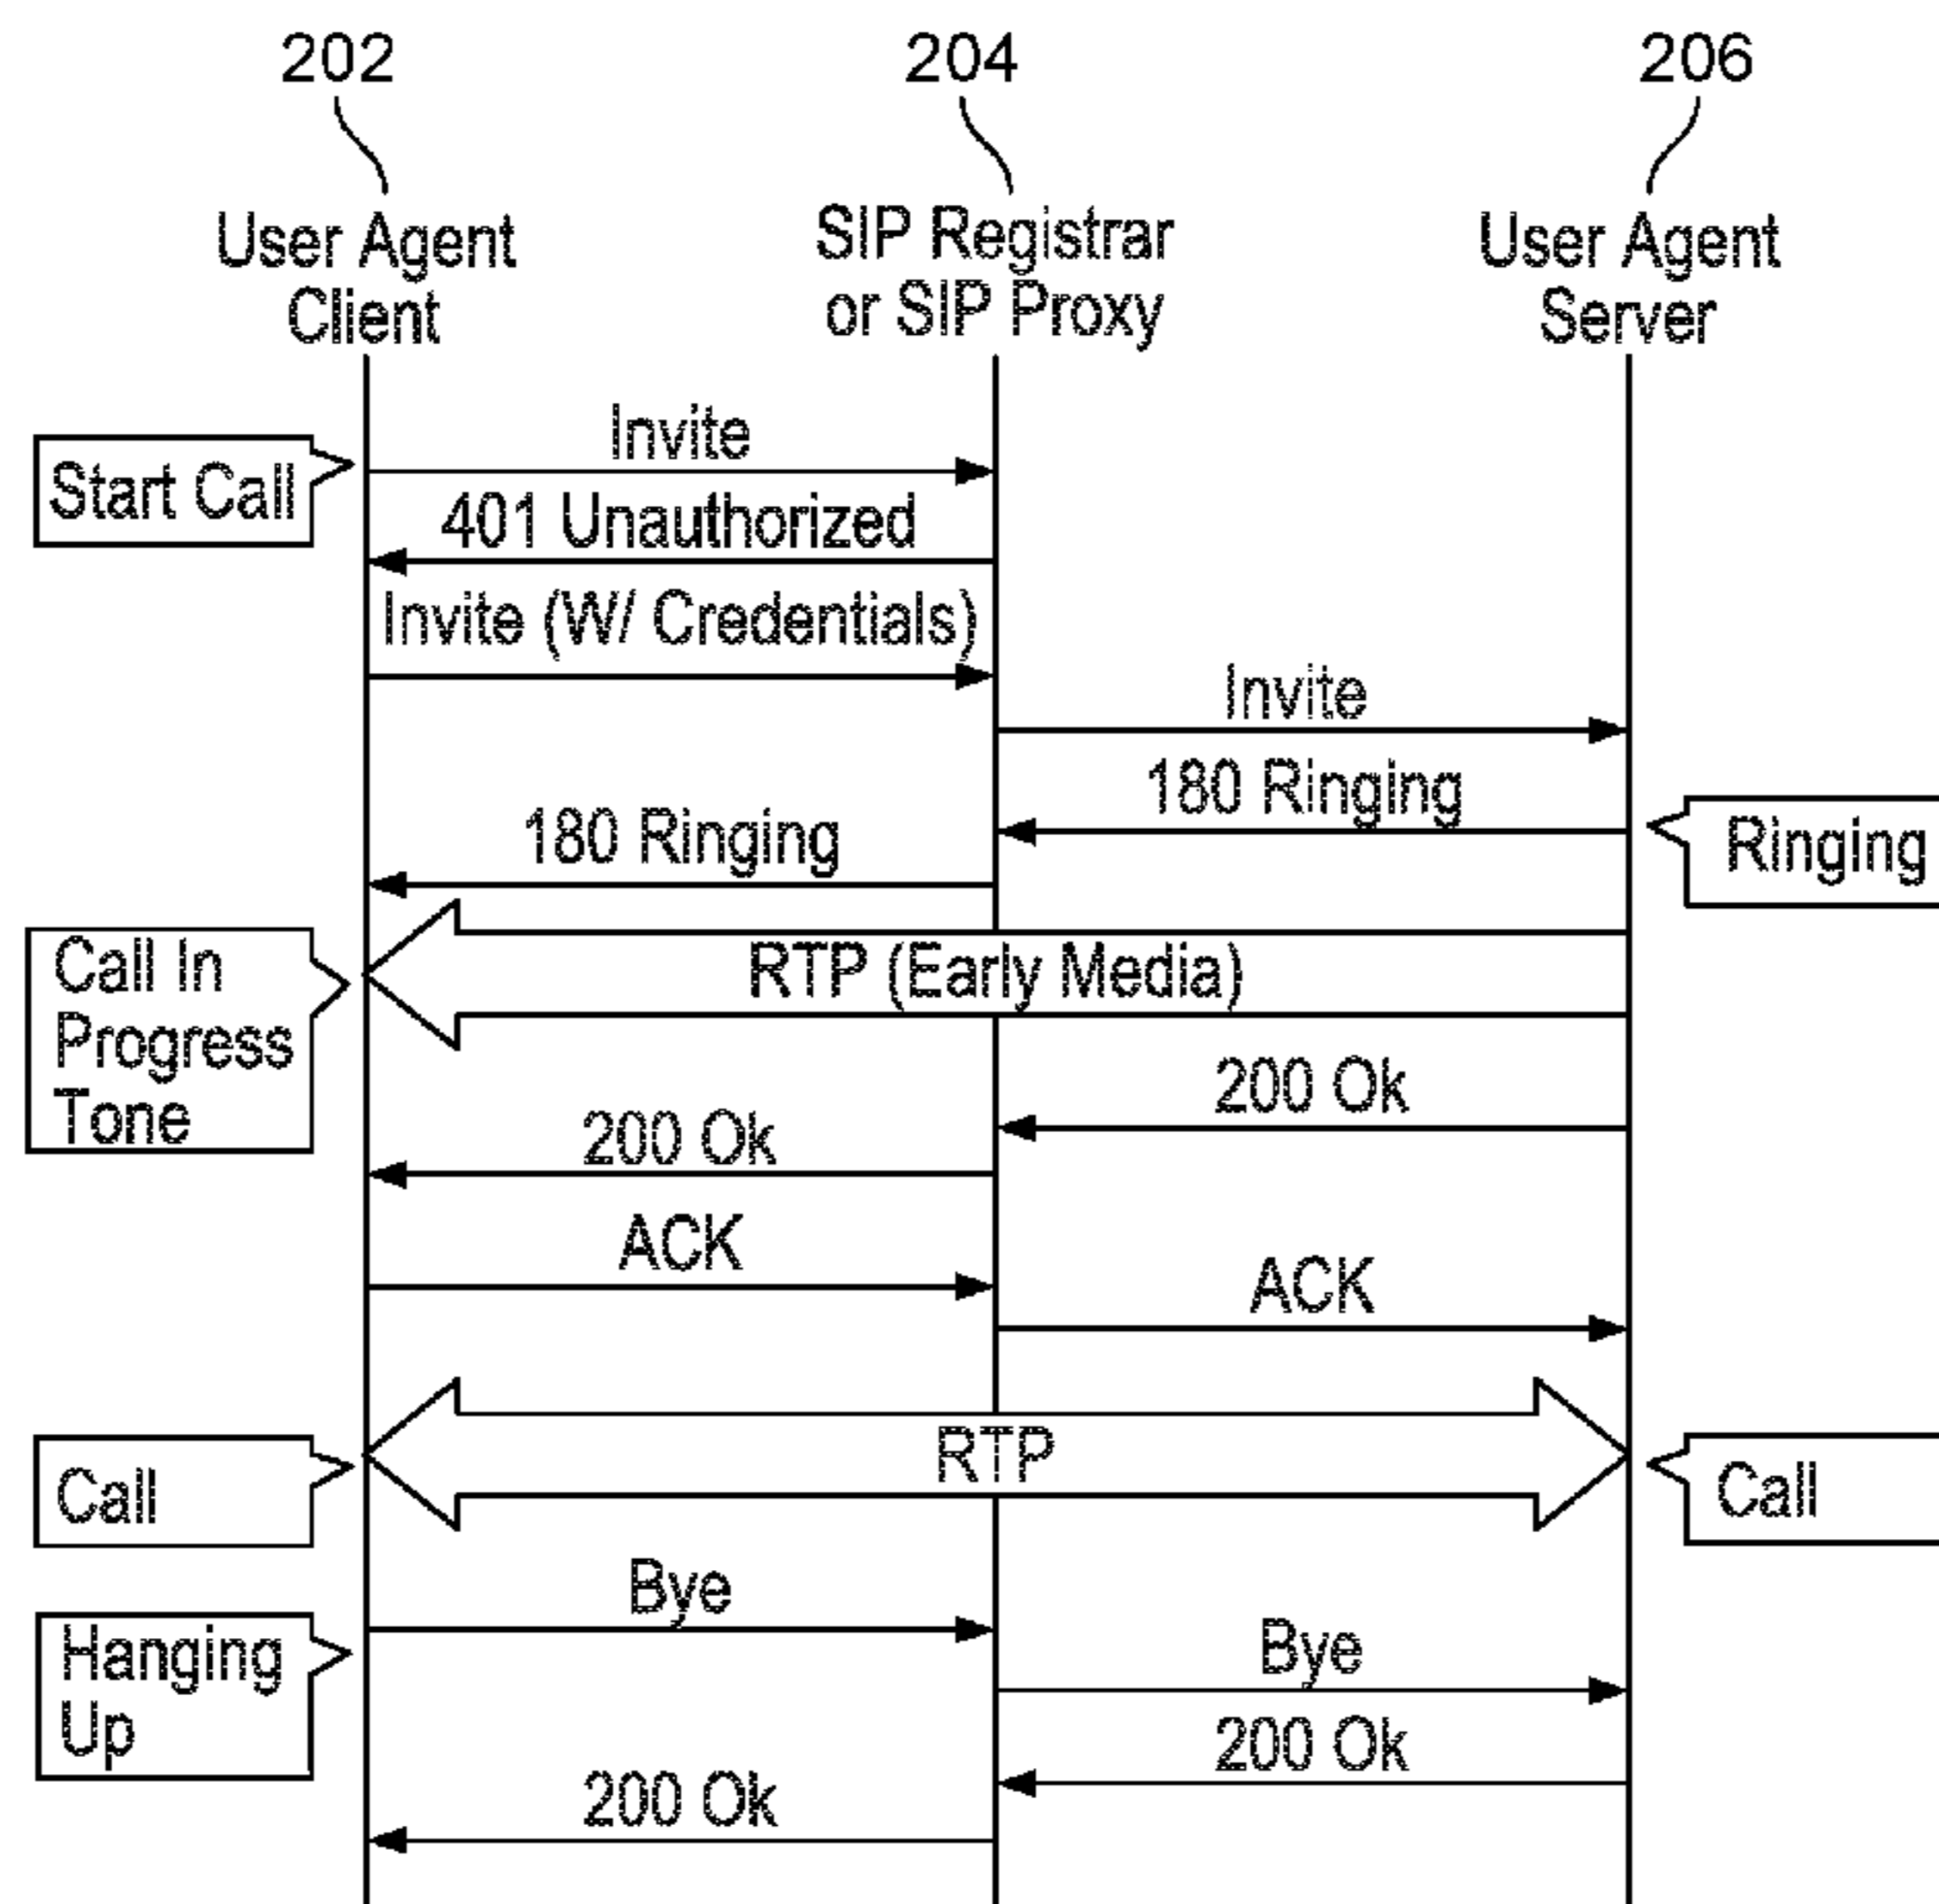 202
204
206
User Agent
Client
SIP Registrar
or SIP Proxy
User Agent
Server
Invite
Start Call
401 Unauthorized
Invite (W/ Credentials)
Invite
180 Ringing
180 Ringing
Ringing
RTP (Early Media)
Call In
Progress
Tone
200 Ok
200 Ok
ACK
ACK
RTP
Call
Call
Bye
Hanging
Up
Bye
200 Ok
200 Ok